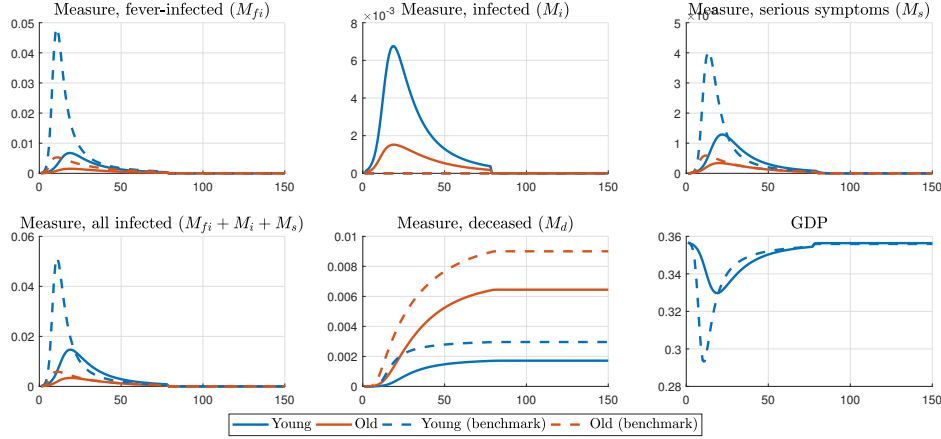 Measure, fever-infected (M_fi)
0.05
0.04
0.03
0.02
0.01
0
0 50 100 150
Measure, infected (M_i)
8 ×10^-3
6
4
2
0
0 50 100 150
Measure, serious symptoms (M_s)
5
4
3
2
1
0
0 50 100 150
Measure, all infected (M_fi + M_i + M_s)
0.06
0.04
0.02
0
0 50 100 150
Measure, deceased (M_d)
0.01
0.008
0.006
0.004
0.002
0
0 50 100 150
GDP
0.36
0.34
0.32
0.3
0.28
0 50 100 150
Young Old Young (benchmark) Old (benchmark)